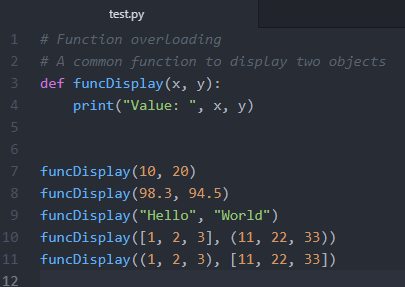 test.py
1 # Function overloading
2 # A common function to display two objects
3 def funcDisplay(x, y):
4     print("Value: ", x, y)
5
6
7 funcDisplay(10, 20)
8 funcDisplay(98.3, 94.5)
9 funcDisplay("Hello", "World")
10 funcDisplay([1, 2, 3], (11, 22, 33))
11 funcDisplay((1, 2, 3), [11, 22, 33])
12